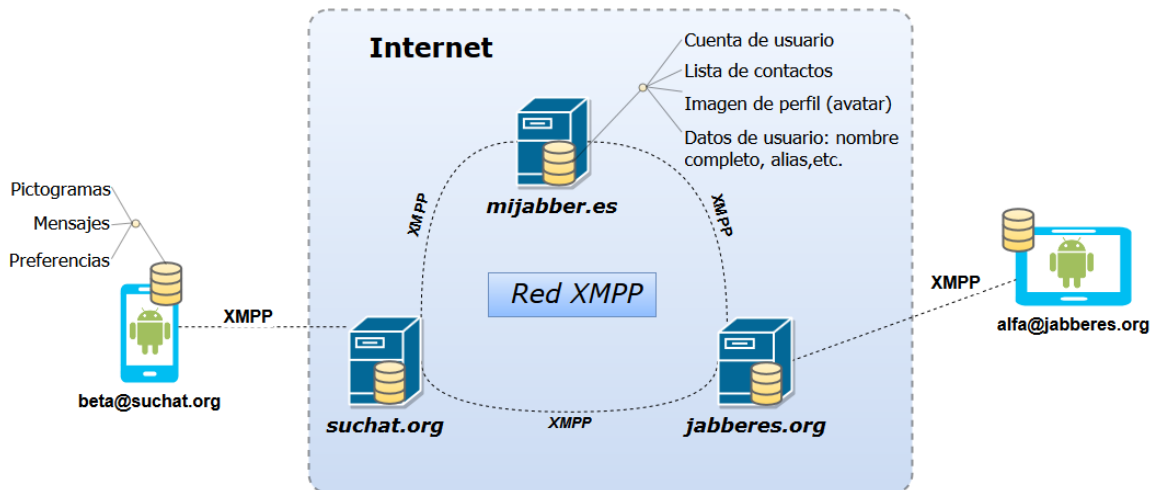 Internet
Cuenta de usuario
Lista de contactos
Imagen de perfil (avatar)
Datos de usuario: nombre
completo, alias,etc.
mijabber.es
Pictogramas
Mensajes
Preferencias
XMPP
XMPP
Red XMPP
XMPP
beta@suchat.org
XMPP
alfa@jabberes.org
suchat.org
XMPP
jabberes.org